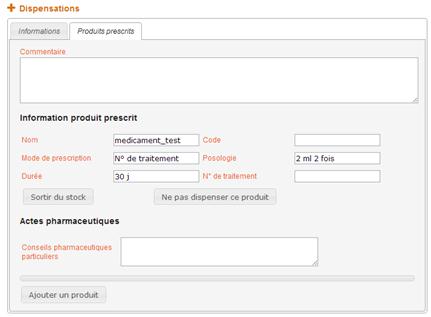 Dispensations
Informations Produits prescrits
Commentaire
Information produit prescrit
Nom medicament_test Code
Mode de prescription N° de traitement Posologie 2 ml 2 fois
Durée 30 j N° de traitement
Sortir du stock Ne pas dispenser ce produit
Actes pharmaceutiques
Conseils pharmaceutiques
particuliers
Ajouter un produit